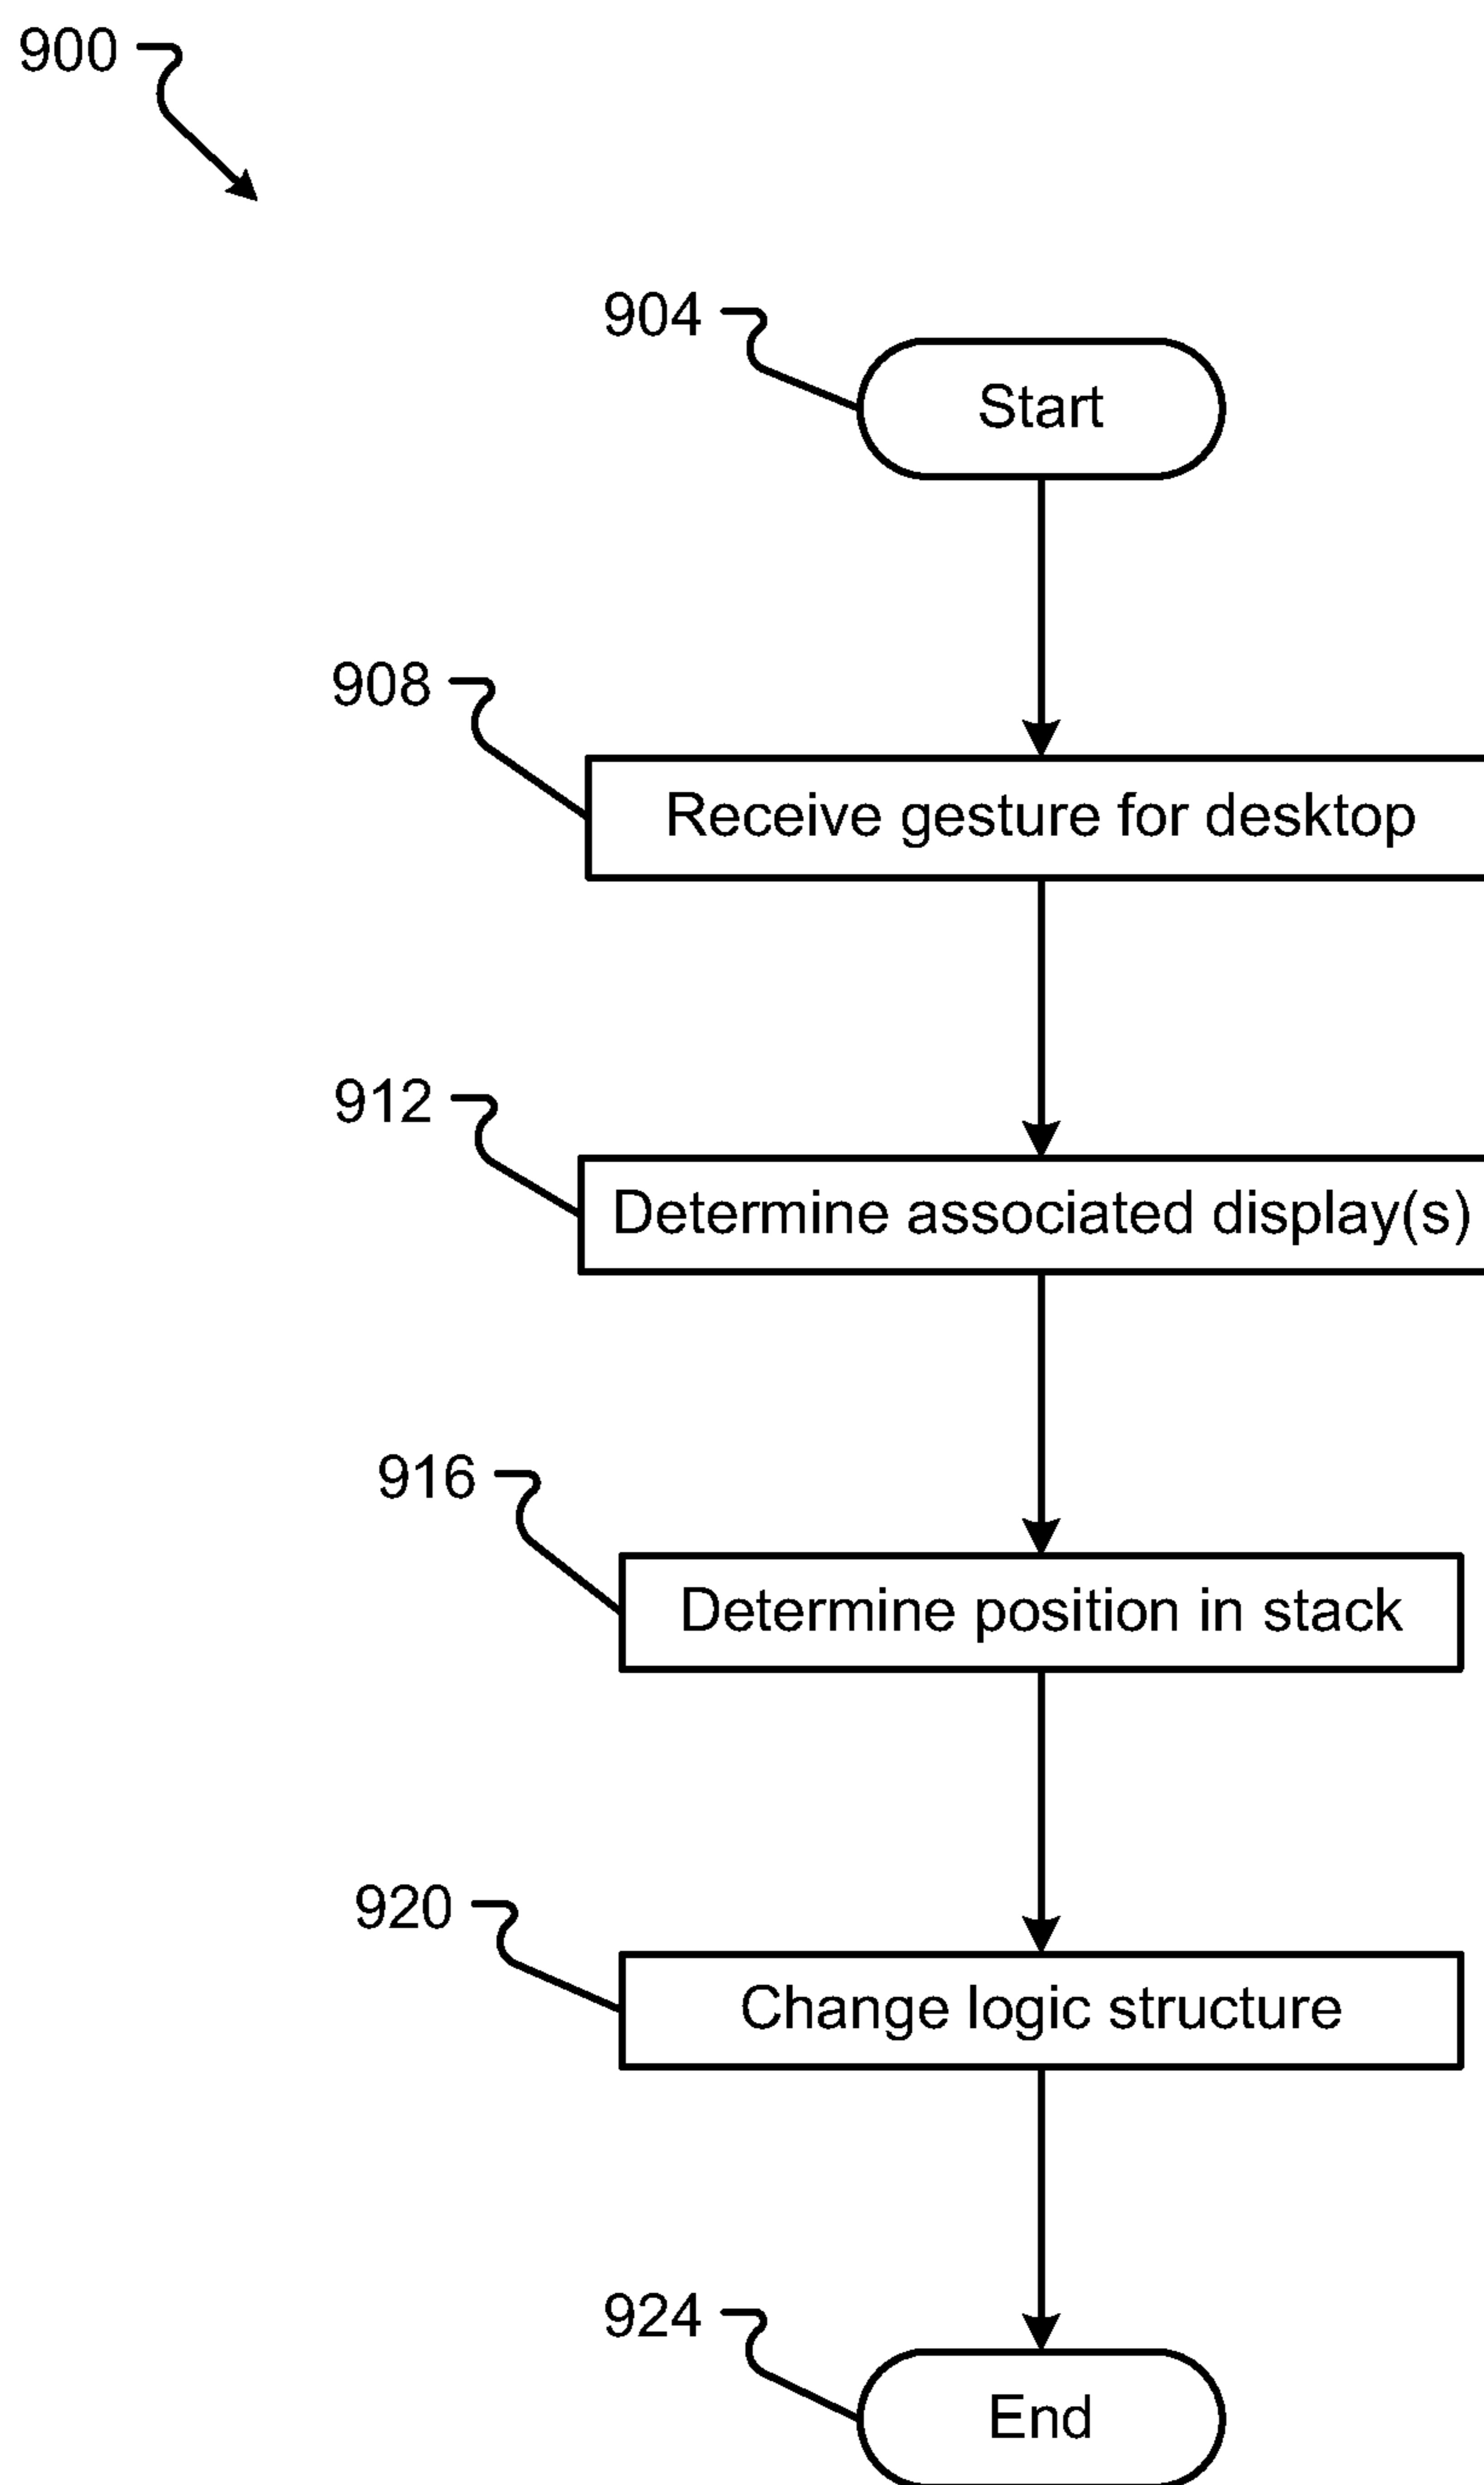 900
904
Start
908
Receive gesture for desktop
912
Determine associated display(s)
916
Determine position in stack
920
Change logic structure
924
End